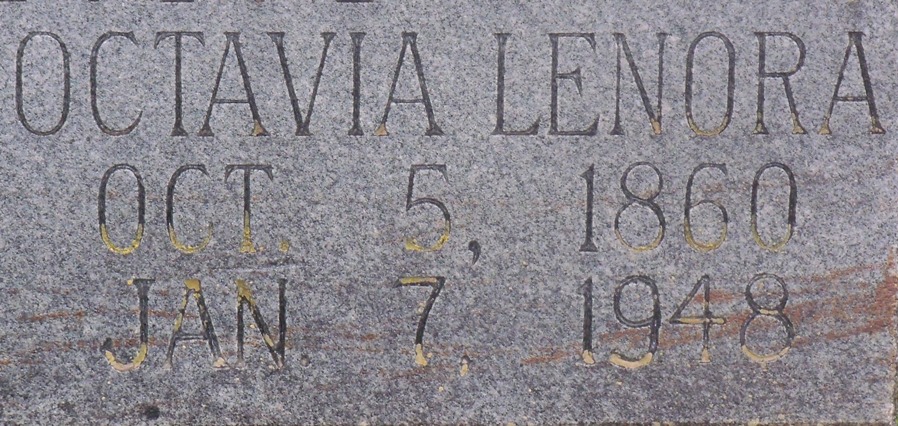 OCTAVIA LENORA
OCT. 5, 1860
JAN 7, 1948